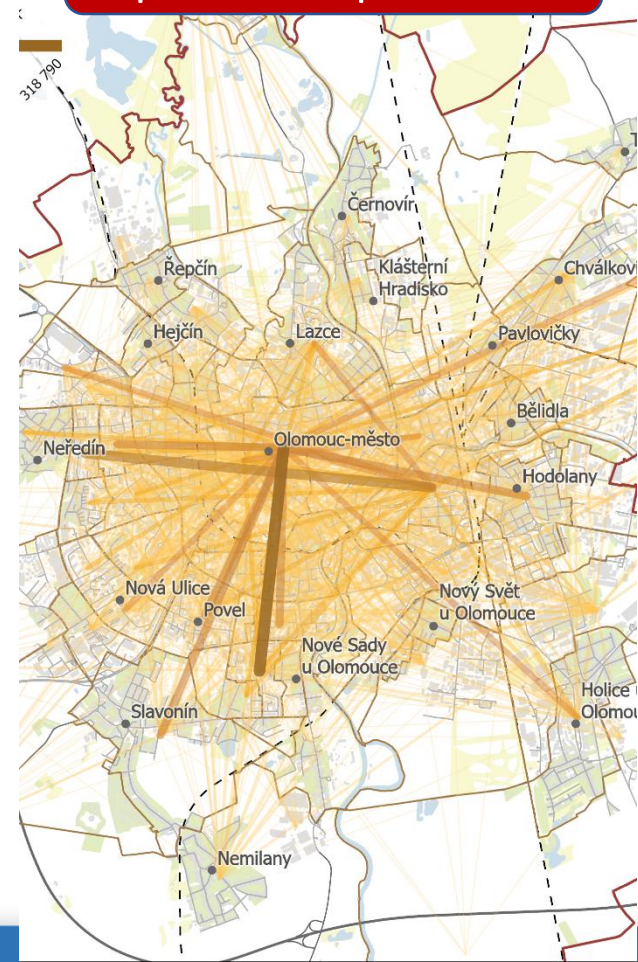 318 790
Černovír
Řepčín
Klášterní
Hradisko
Chválkovi
Hejčín
Lazce
Pavlovičky
Bělidla
Olomouc-město
Neředín
Hodolany
Nová Ulice
Povel
Nový Svět
u Olomouce
Nové Sady
u Olomouce
Slavonín
Holice
Olomou
Nemilany